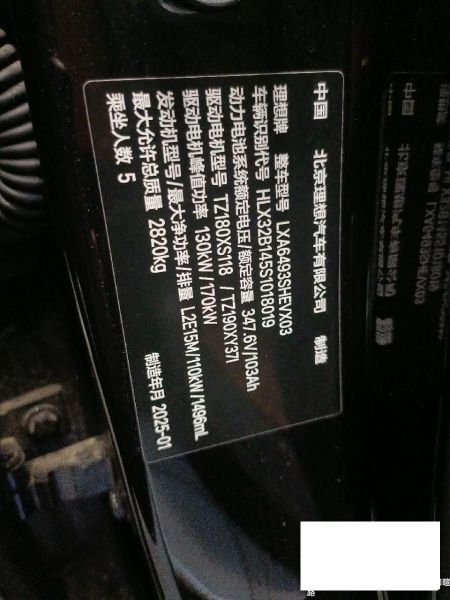 中国 北京理想汽车有限公司 制造
理想牌 整车型号 LXA6493SHEVX03
车辆识别代号 HLX32B145S1018019
动力电池系统额定电压/额定容量 347.6V/103Ah
驱动电机型号 TZ180XS118 / TZ190XY37I
驱动电机峰值功率 130kW/170kW
发动机型号/最大净功率/排量 L2E15M/110kW/1496mL
最大允许总质量 2820kg
乘坐人数 5
制造年月 2025-01
路